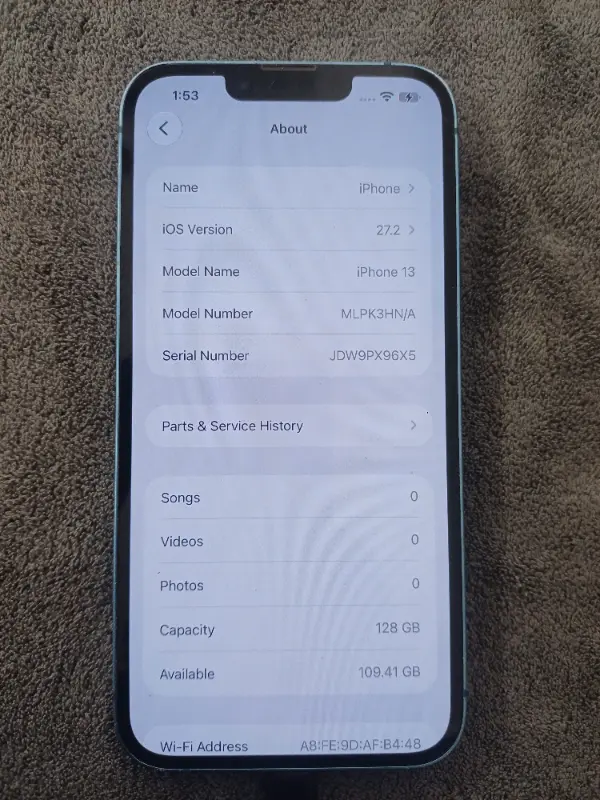 1:53
About
Name iPhone
iOS Version 27.2
Model Name iPhone 13
Model Number MLPK3HN/A
Serial Number JDW9PX96X5
Parts & Service History
Songs 0
Videos 0
Photos 0
Capacity 128 GB
Available 109.41 GB
Wi-Fi Address A8:FE:9D:AF:B4:48